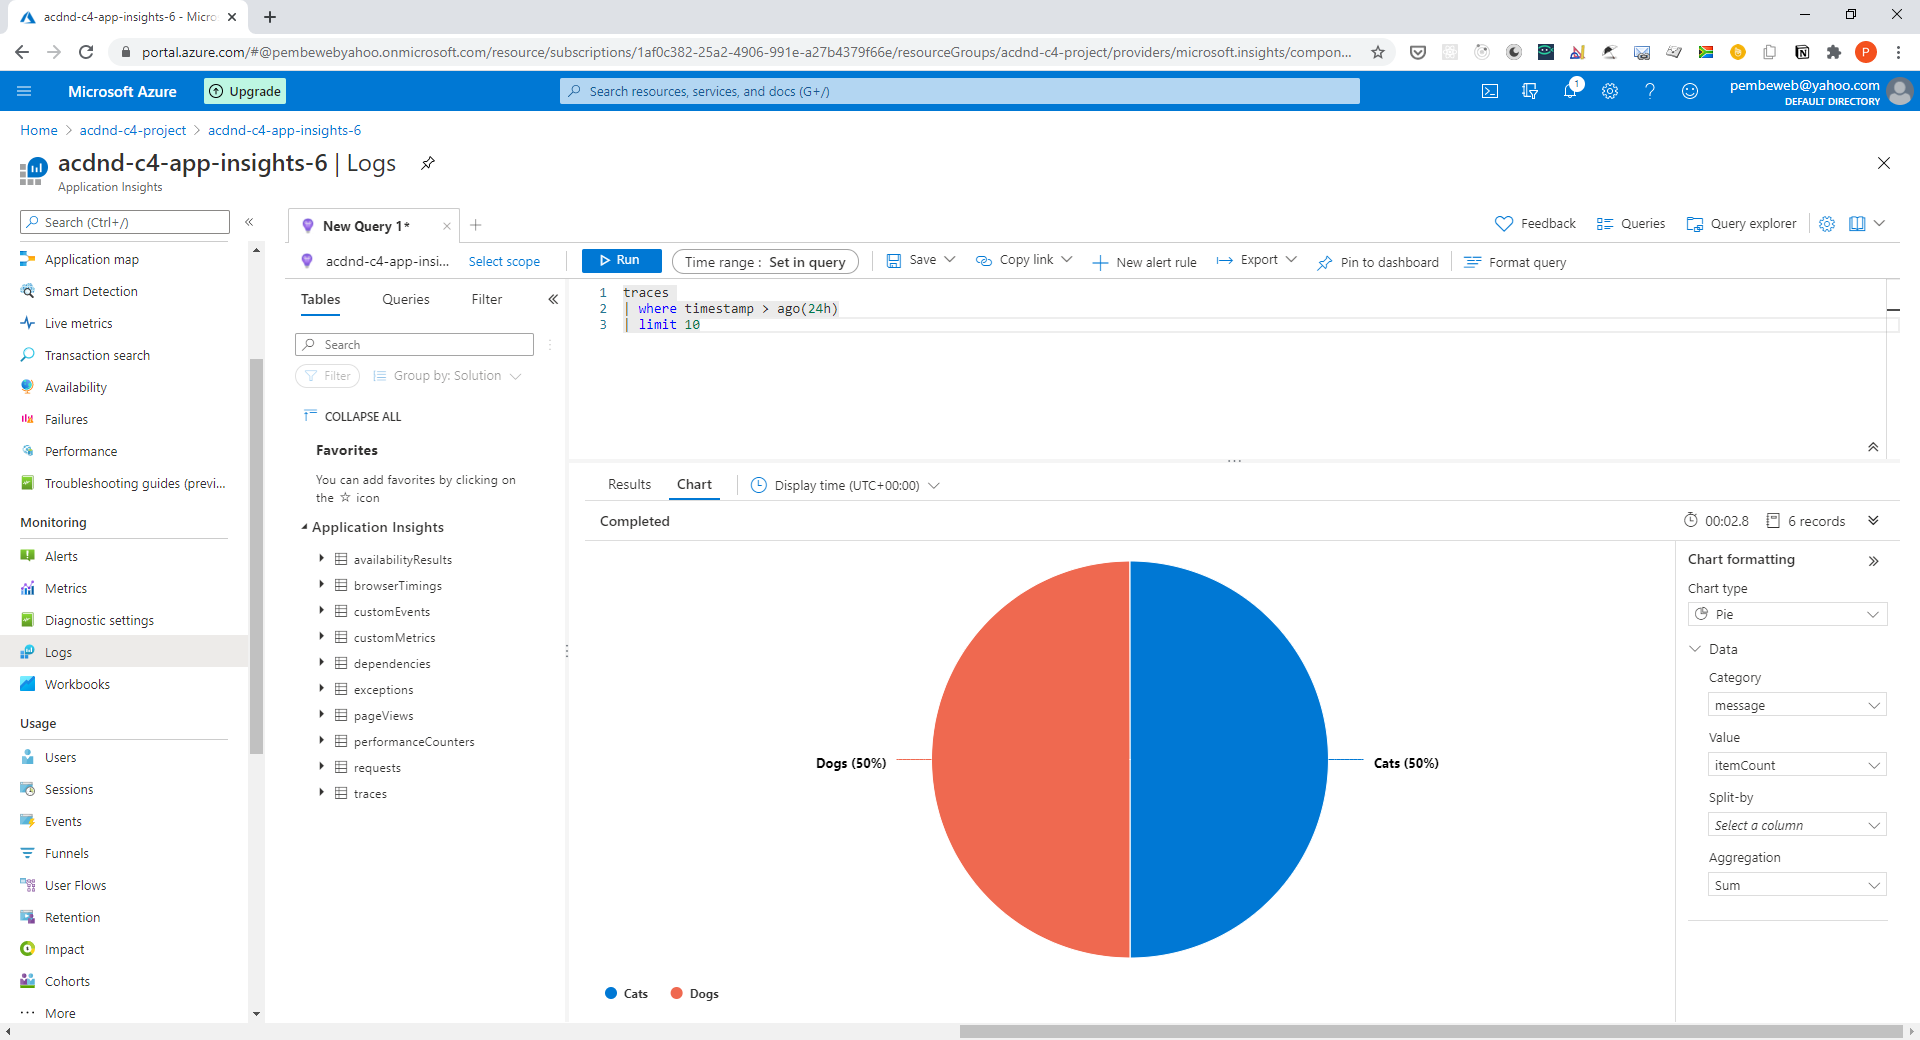 acdnd-c4-app-insights-6 - Micro
portal.azure.com/#@pembewebyahoo.onmicrosoft.com/resource/subscriptions/1af0c382-25a2-4906-991e-a27b4379f66e/resourceGroups/acdnd-c4-project/providers/microsoft.insights/compon...
P
Microsoft Azure
Upgrade
Search resources, services, and docs (G+/)
1
pembeweb@yahoo.com
DEFAULT DIRECTORY
Home > acdnd-c4-project > acdnd-c4-app-insights-6
acdnd-c4-app-insights-6 | Logs
Application Insights
Search (Ctrl+/)
Application map
Smart Detection
Live metrics
Transaction search
Availability
Failures
Performance
Troubleshooting guides (previ...
Monitoring
Alerts
Metrics
Diagnostic settings
Logs
Workbooks
Usage
Users
Sessions
Events
Funnels
User Flows
Retention
Impact
Cohorts
More
New Query 1*
Feedback
Queries
Query explorer
acdnd-c4-app-insi...
Select scope
Run
Time range : Set in query
Save
Copy link
New alert rule
Export
Pin to dashboard
Format query
Tables
Queries
Filter
Search
Filter
Group by: Solution
COLLAPSE ALL
Favorites
You can add favorites by clicking on
the ☆ icon
Application Insights
availabilityResults
browserTimings
customEvents
customMetrics
dependencies
exceptions
pageViews
performanceCounters
requests
traces
1 traces
2 | where timestamp > ago(24h)
3 | limit 10
Results
Chart
Display time (UTC+00:00)
Completed
00:02.8
6 records
Dogs (50%)
Cats (50%)
Cats
Dogs
Chart formatting
Chart type
Pie
Data
Category
message
Value
itemCount
Split-by
Select a column
Aggregation
Sum